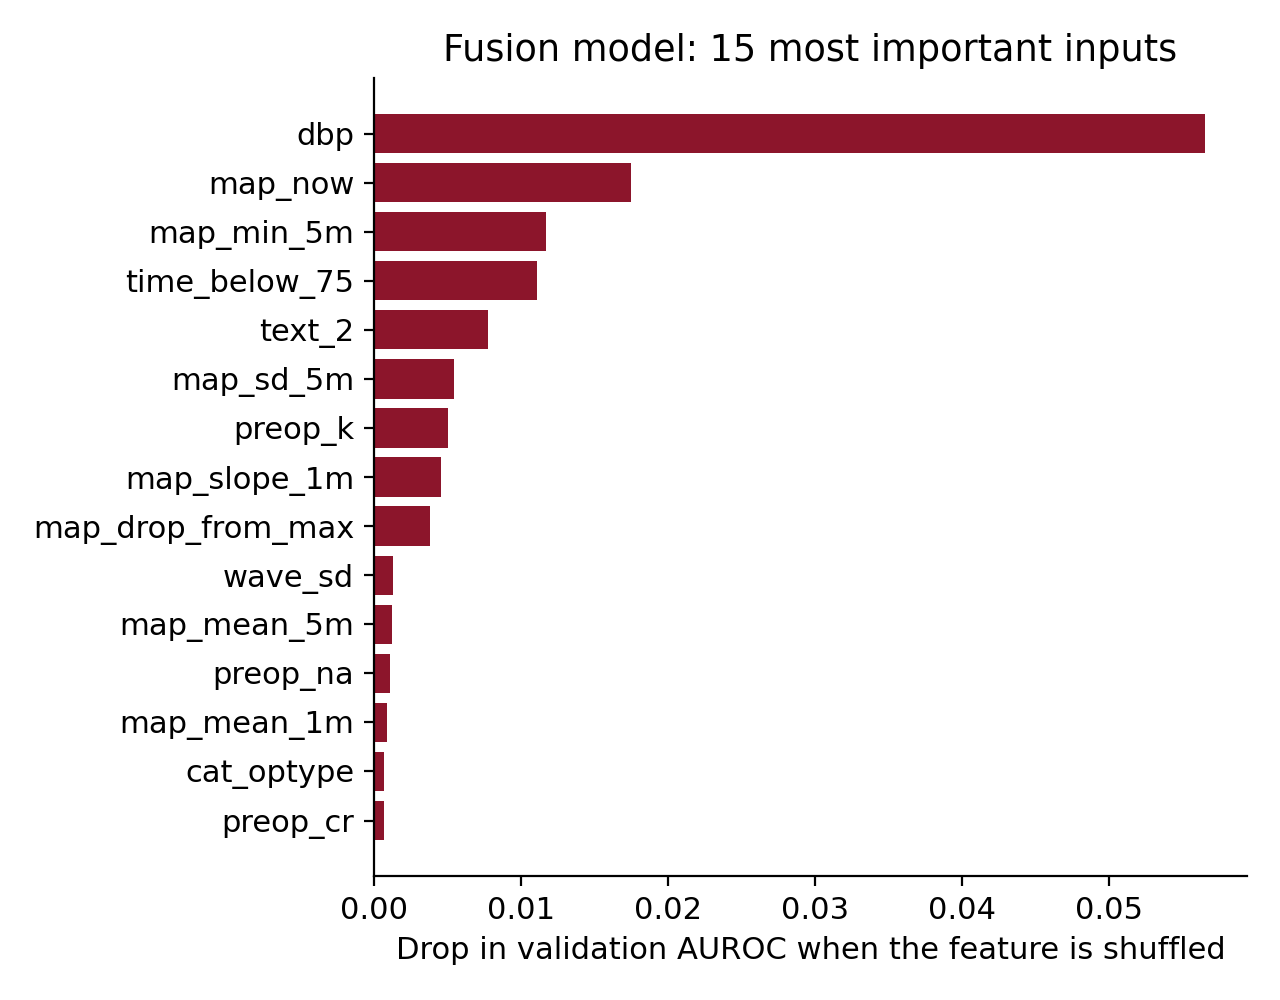 Fusion model: 15 most important inputs
dbp
map_now
map_min_5m
time_below_75
text_2
map_sd_5m
preop_k
map_slope_1m
map_drop_from_max
wave_sd
map_mean_5m
preop_na
map_mean_1m
cat_optype
preop_cr
0.00 0.01 0.02 0.03 0.04 0.05
Drop in validation AUROC when the feature is shuffled